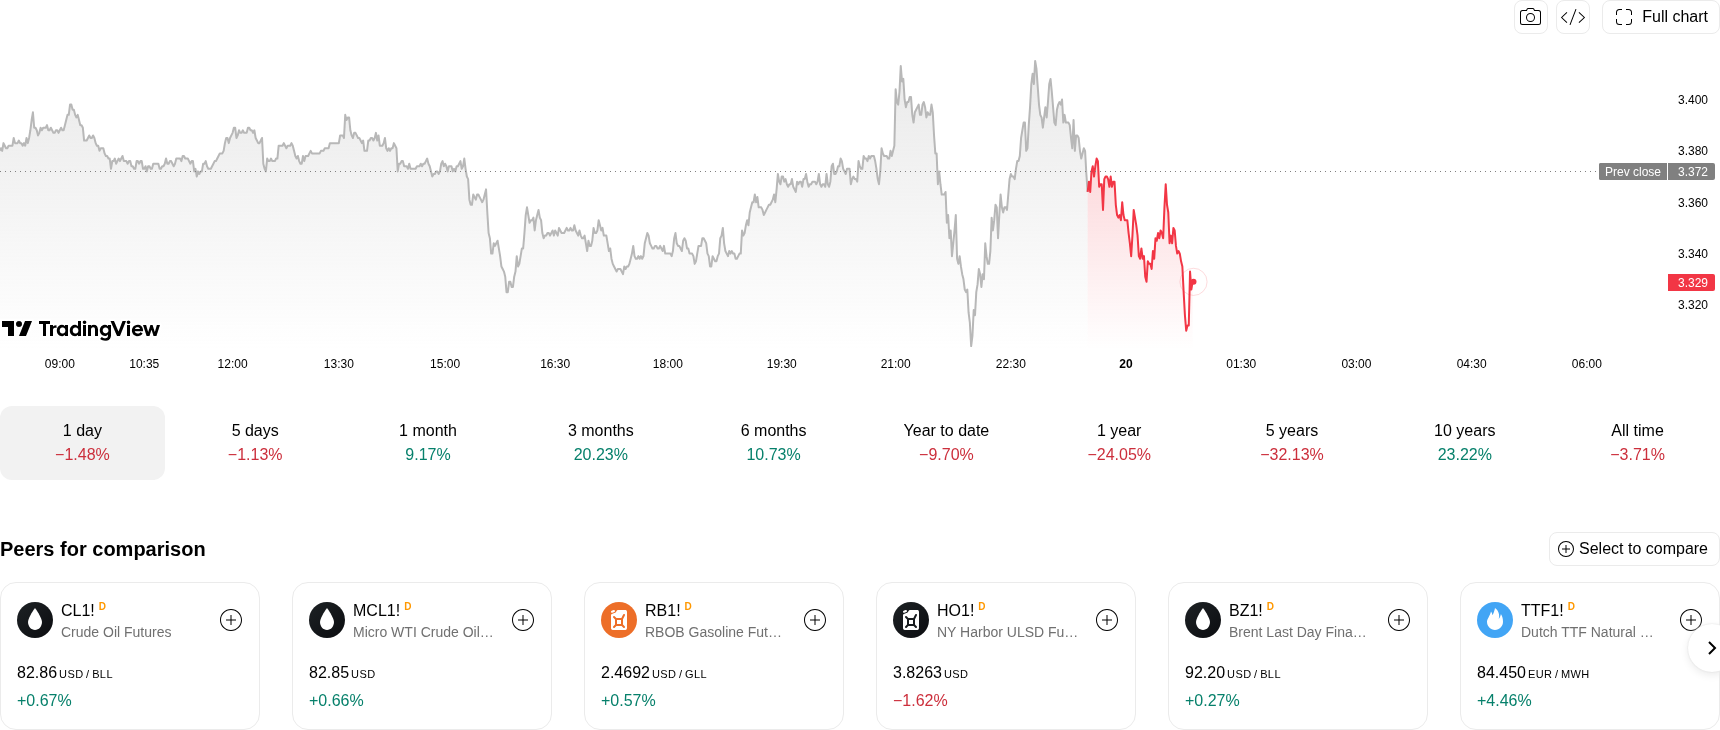 Full chart
3.400
3.380
Prev close 3.372
3.360
3.340
3.329
3.320
TradingView
09:00 10:35 12:00 13:30 15:00 16:30 18:00 19:30 21:00 22:30 20 01:30 03:00 04:30 06:00
1 day 5 days 1 month 3 months 6 months Year to date 1 year 5 years 10 years All time
−1.48% −1.13% 9.17% 20.23% 10.73% −9.70% −24.05% −32.13% 23.22% −3.71%
Peers for comparison
Select to compare
CL1! D
Crude Oil Futures
82.86 USD / BLL
+0.67%
MCL1! D
Micro WTI Crude Oil…
82.85 USD
+0.66%
RB1! D
RBOB Gasoline Fut…
2.4692 USD / GLL
+0.57%
HO1! D
NY Harbor ULSD Fu…
3.8263 USD
−1.62%
BZ1! D
Brent Last Day Fina…
92.20 USD / BLL
+0.27%
TTF1! D
Dutch TTF Natural …
84.450 EUR / MWH
+4.46%